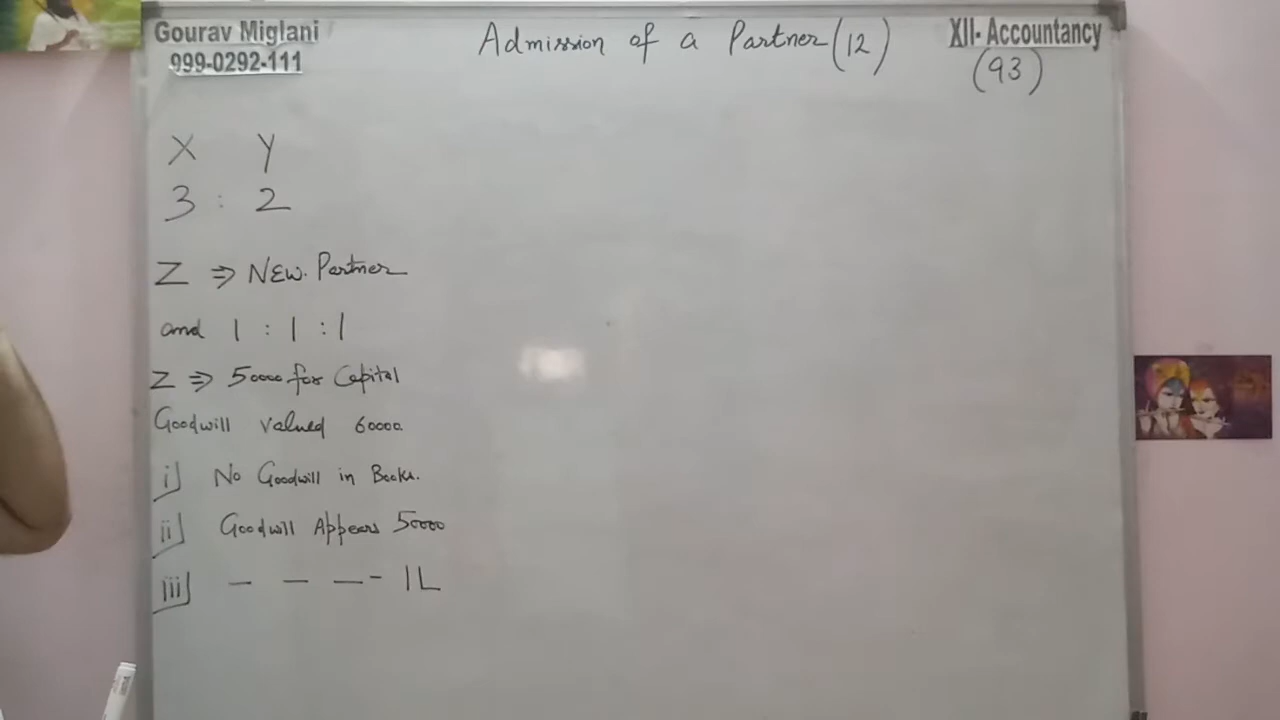 Gourav Miglani
999-0292-111
Admission of a Partner (12)
XII- Accountancy
(93)
X Y
3 : 2
Z ⇒ New. Partner
and 1 : 1 : 1
Z ⇒ 50000 for Capital
Goodwill valued 60000
i) No Goodwill in Books.
ii) Goodwill Appears 50000
iii) — — — - 1L